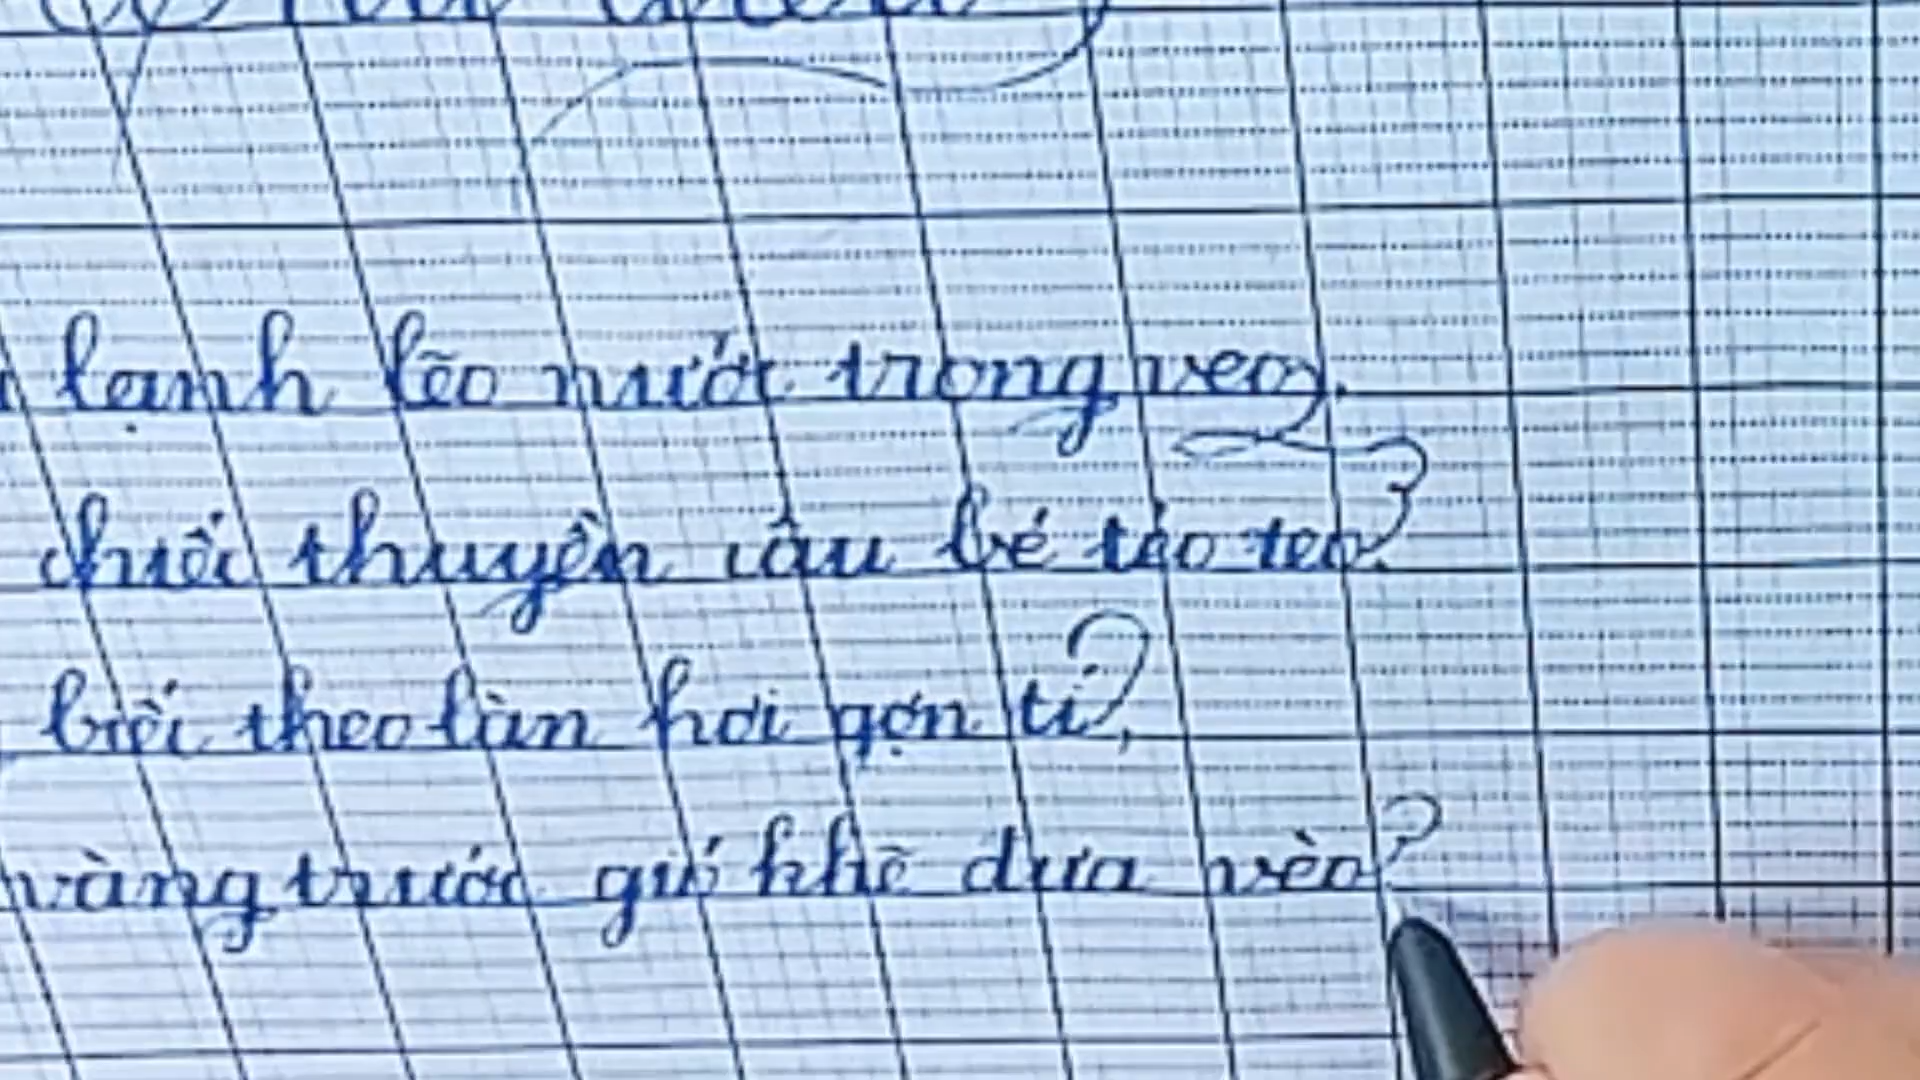 lạnh lẽo nước trong veo,
chiếc thuyền câu bé tẻo teo.
biếc theo làn hơi gợn tí,
vàng trước gió khẽ đưa vèo